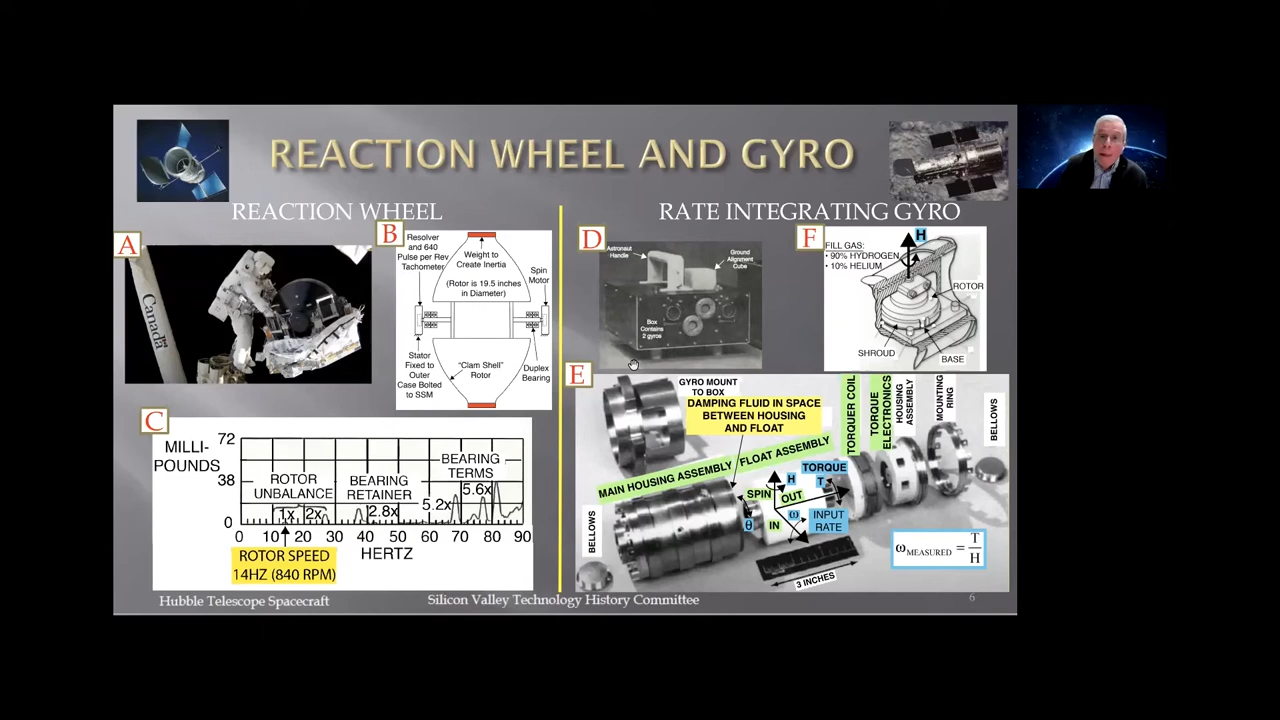 REACTION WHEEL AND GYRO
REACTION WHEEL
A
Canada
B
Resolver
and 640
Pulse per Rev
Tachometer
Weight to
Create Inertia
(Rotor is 19.5 inches
in Diameter)
Spin
Motor
Stator
Fixed to
Outer
Case Bolted
to SSM
"Clam Shell"
Rotor
Duplex
Bearing
C
MILLI-
POUNDS
72
38
0
ROTOR
UNBALANCE
1x
2x
BEARING
RETAINER
2.8x
BEARING
TERMS
5.2x
5.6x
0 10 20 30 40 50 60 70 80 90
HERTZ
ROTOR SPEED
14HZ (840 RPM)
RATE INTEGRATING GYRO
D
Astronaut
Handle
Ground
Alignment
Cube
Box
Contains
2 gyros
F
H
FILL GAS:
• 90% HYDROGEN
• 10% HELIUM
ROTOR
SHROUD
BASE
E
GYRO MOUNT
TO BOX
DAMPING FLUID IN SPACE
BETWEEN HOUSING
AND FLOAT
MAIN HOUSING ASSEMBLY
FLOAT ASSEMBLY
TORQUER COIL
TORQUE
ELECTRONICS
HOUSING
ASSEMBLY
MOUNTING
RING
BELLOWS
BELLOWS
TORQUE
T
H
SPIN
OUT
θ
IN
ω
INPUT
RATE
3 INCHES
ω MEASURED = T/H
Hubble Telescope Spacecraft
Silicon Valley Technology History Committee
6